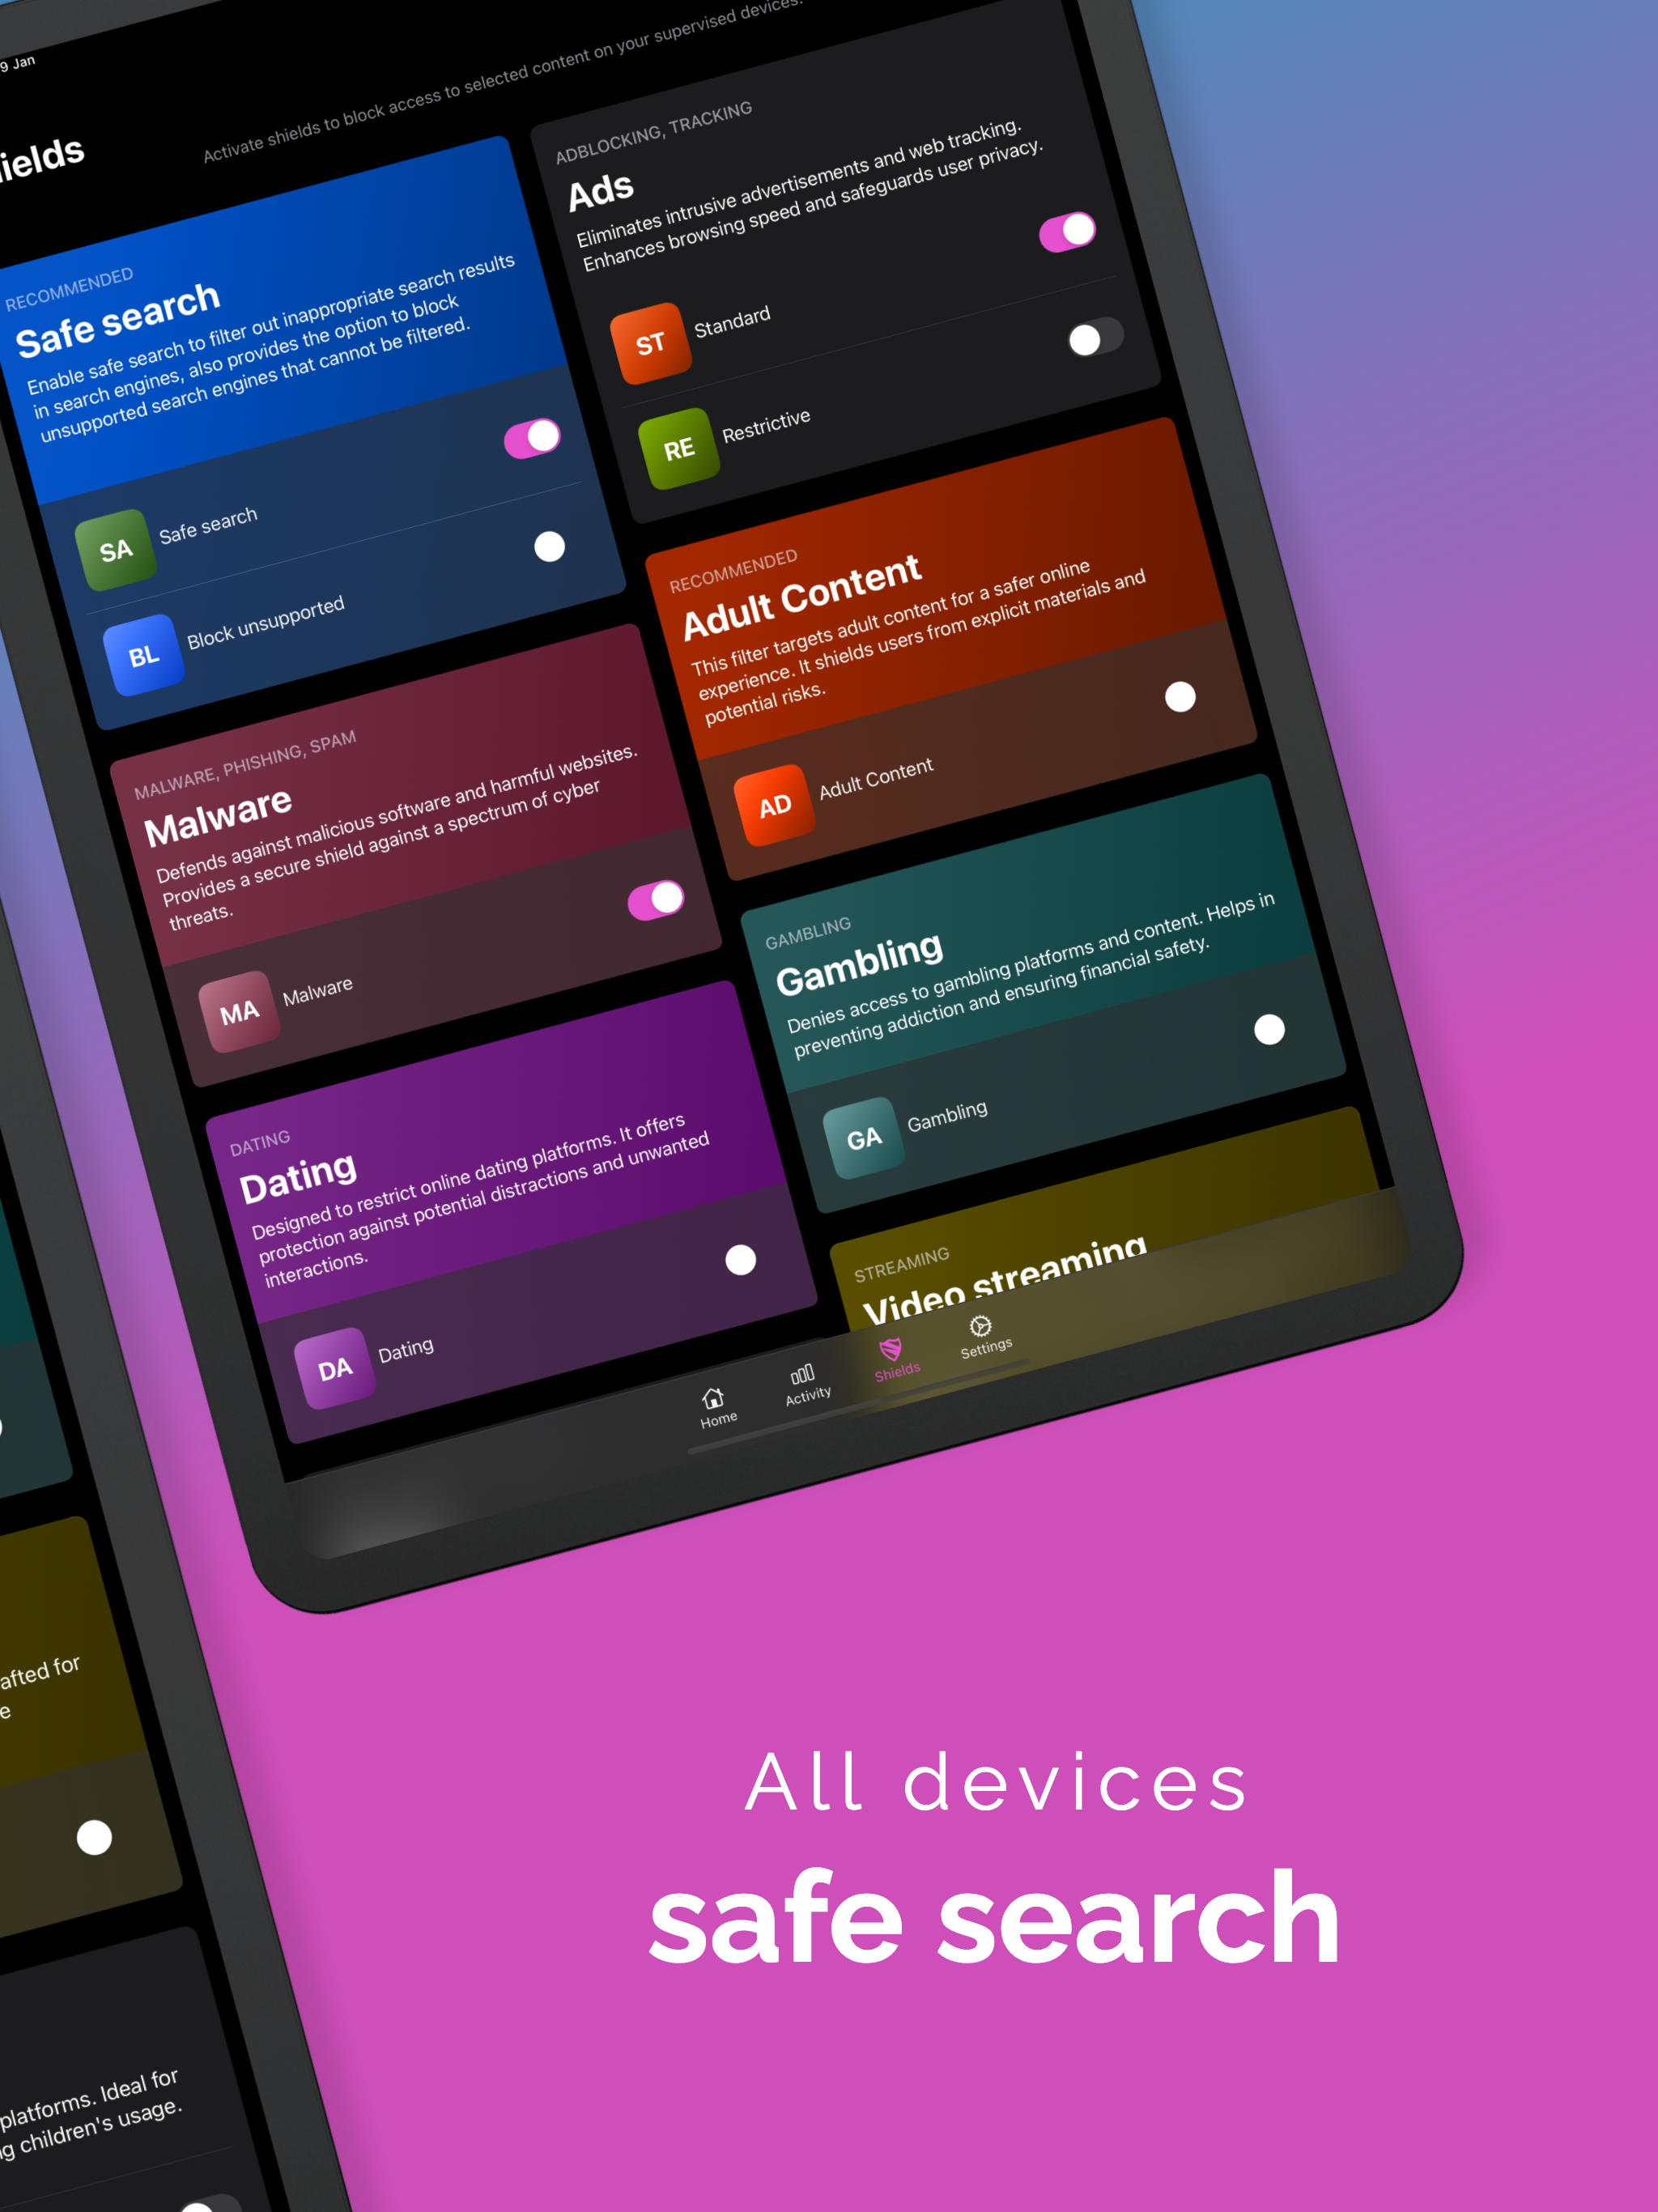 9 Jan
ields
Activate shields to block access to selected content on your supervised devices.
RECOMMENDED
Safe search
Enable safe search to filter out inappropriate search results
in search engines, also provides the option to block
unsupported search engines that cannot be filtered.
SA
Safe search
BL
Block unsupported
MALWARE, PHISHING, SPAM
Malware
Defends against malicious software and harmful websites.
Provides a secure shield against a spectrum of cyber
threats.
MA
Malware
DATING
Dating
Designed to restrict online dating platforms. It offers
protection against potential distractions and unwanted
interactions.
DA
Dating
ADBLOCKING, TRACKING
Ads
Eliminates intrusive advertisements and web tracking.
Enhances browsing speed and safeguards user privacy.
ST
Standard
RE
Restrictive
RECOMMENDED
Adult Content
This filter targets adult content for a safer online
experience. It shields users from explicit materials and
potential risks.
AD
Adult Content
GAMBLING
Gambling
Denies access to gambling platforms and content. Helps in
preventing addiction and ensuring financial safety.
GA
Gambling
STREAMING
Video streaming
Home
Activity
Shields
Settings
afted for
e
platforms. Ideal for
g children's usage.
All devices
safe search